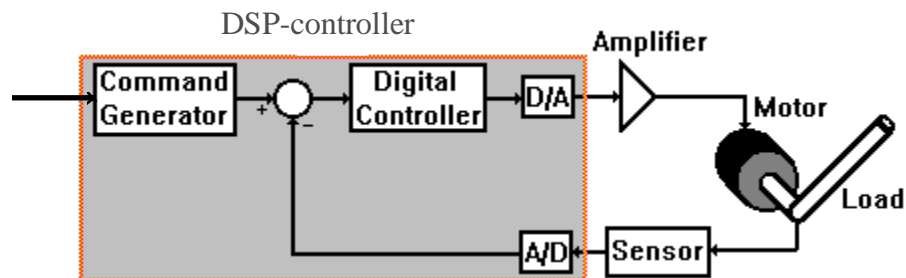 DSP-controller
Command
Generator
+
−
Digital
Controller
D/A
Amplifier
Motor
Load
Sensor
A/D